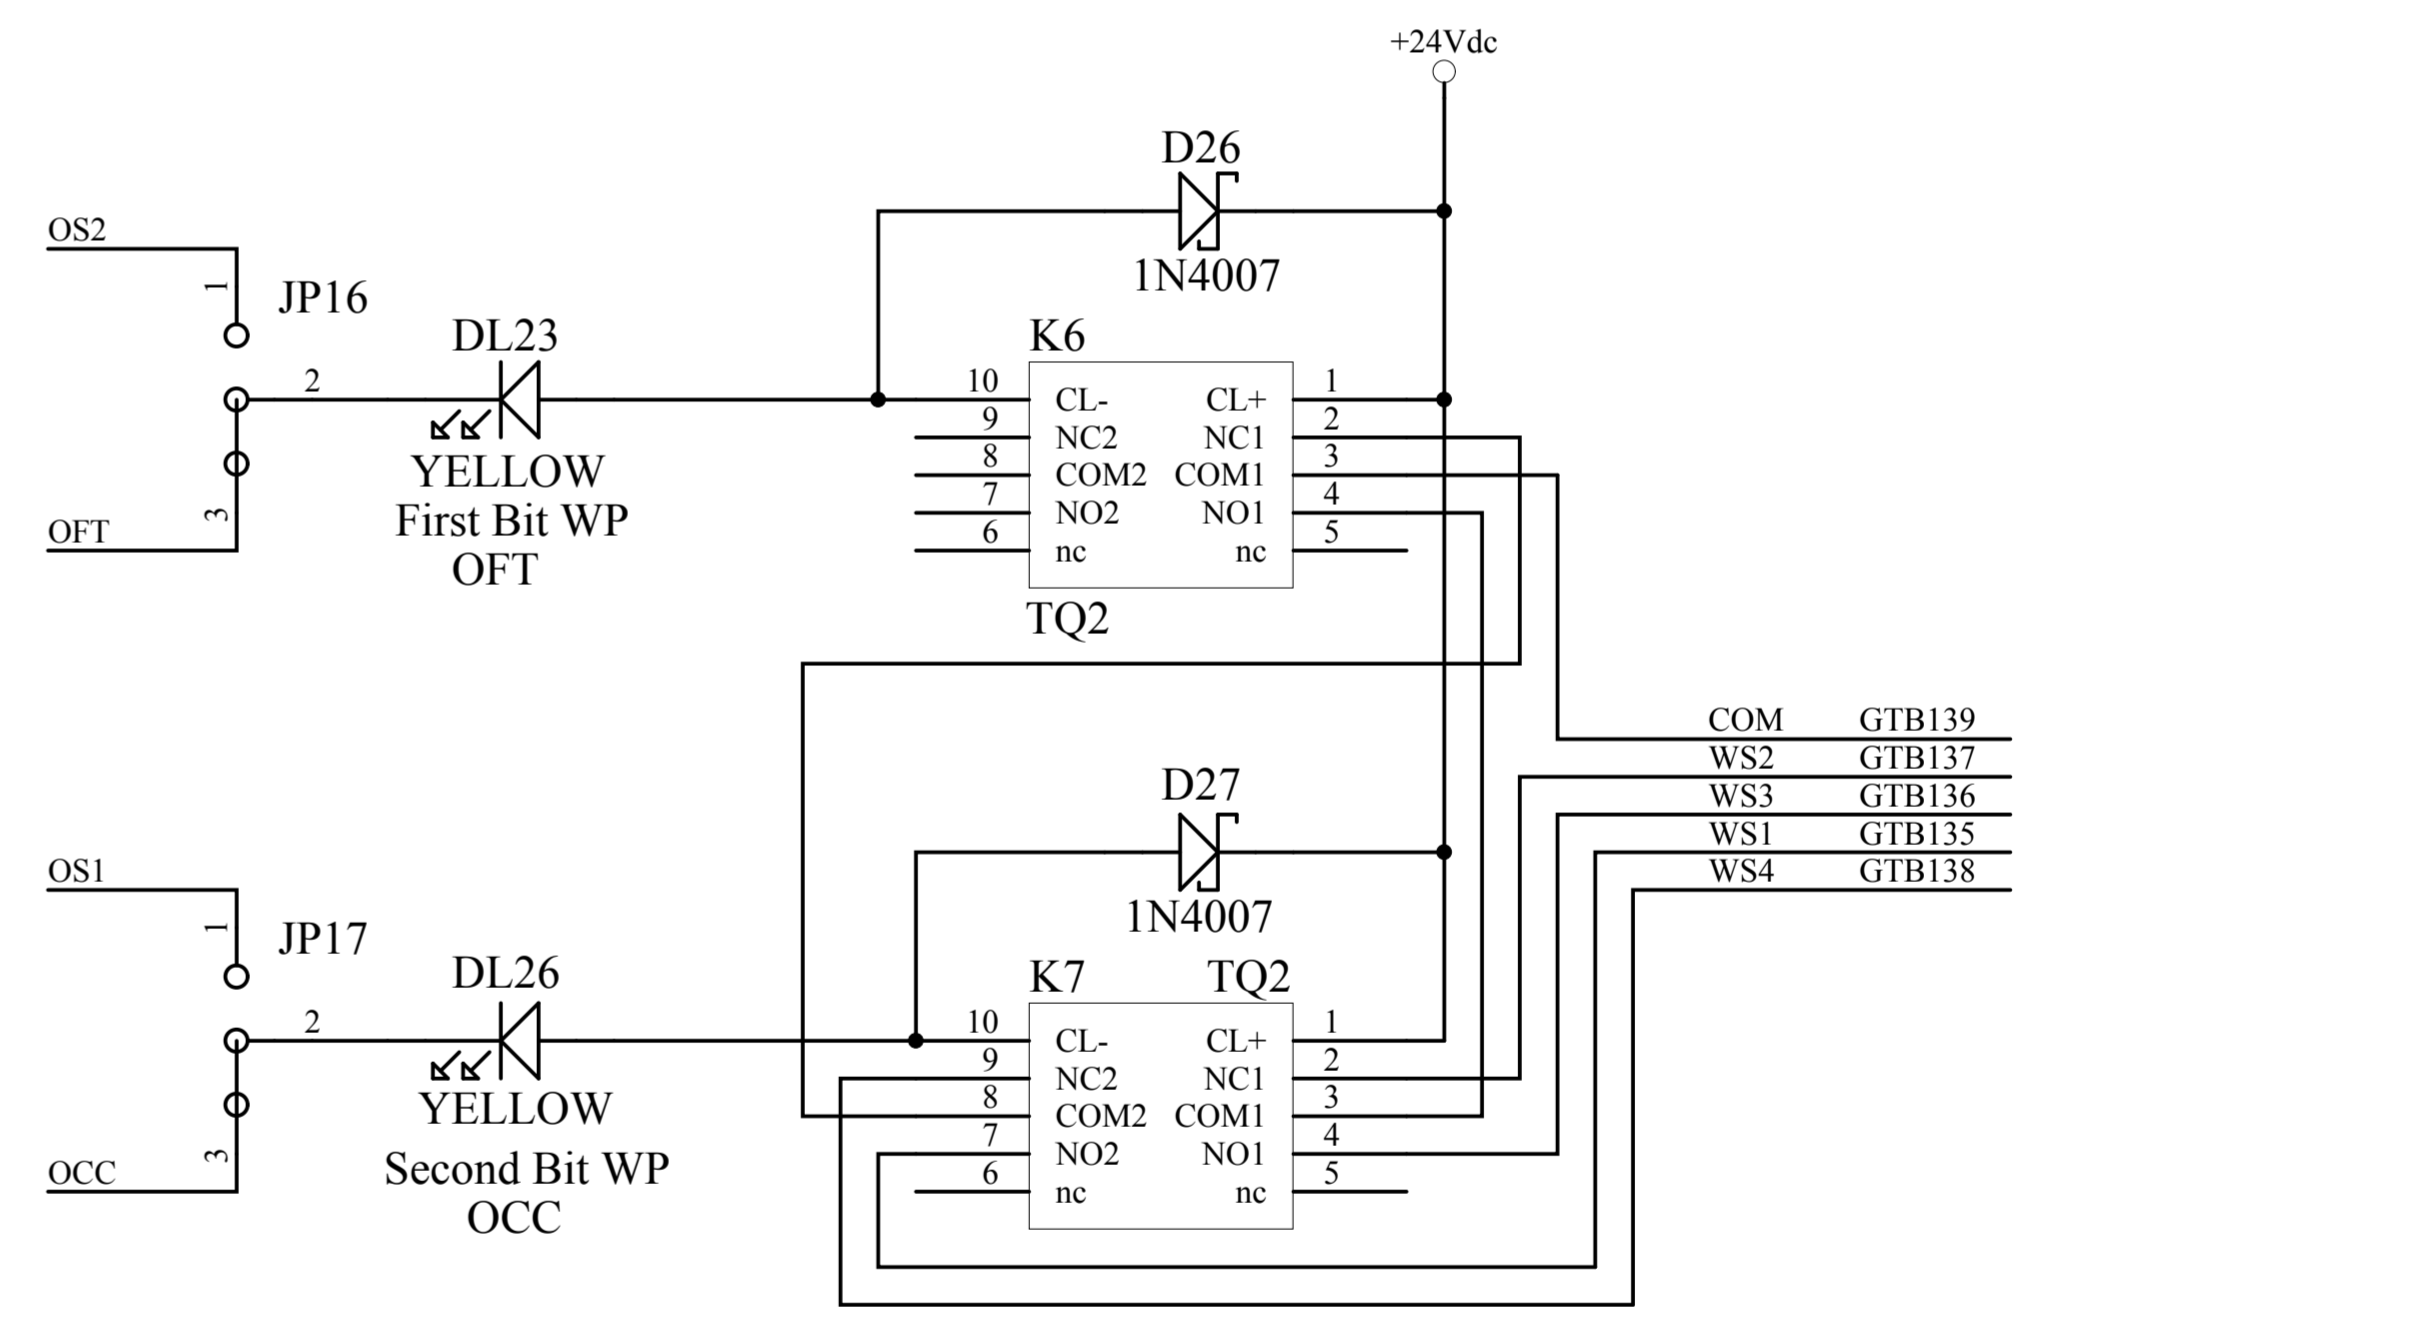 +24Vdc
D26
1N4007
OS2
1
JP16
DL23
2
YELLOW
First Bit WP
OFT
3
OFT
K6
10 CL- CL+ 1
9 NC2 NC1 2
8 COM2 COM1 3
7 NO2 NO1 4
6 nc nc 5
TQ2
COM GTB139
WS2 GTB137
WS3 GTB136
WS1 GTB135
WS4 GTB138
D27
1N4007
OS1
1
JP17
DL26
2
YELLOW
Second Bit WP
OCC
3
OCC
K7 TQ2
10 CL- CL+ 1
9 NC2 NC1 2
8 COM2 COM1 3
7 NO2 NO1 4
6 nc nc 5